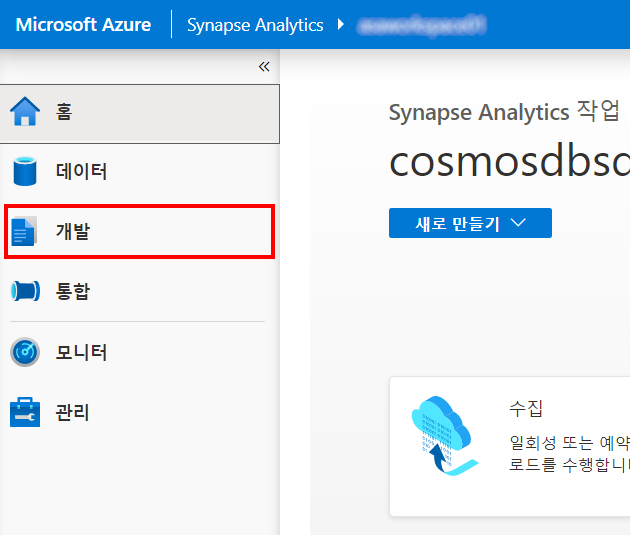 Microsoft Azure
Synapse Analytics
홈
데이터
개발
통합
모니터
관리
Synapse Analytics 작업
새로 만들기
수집
일회성 또는 예약
로드를 수행합니